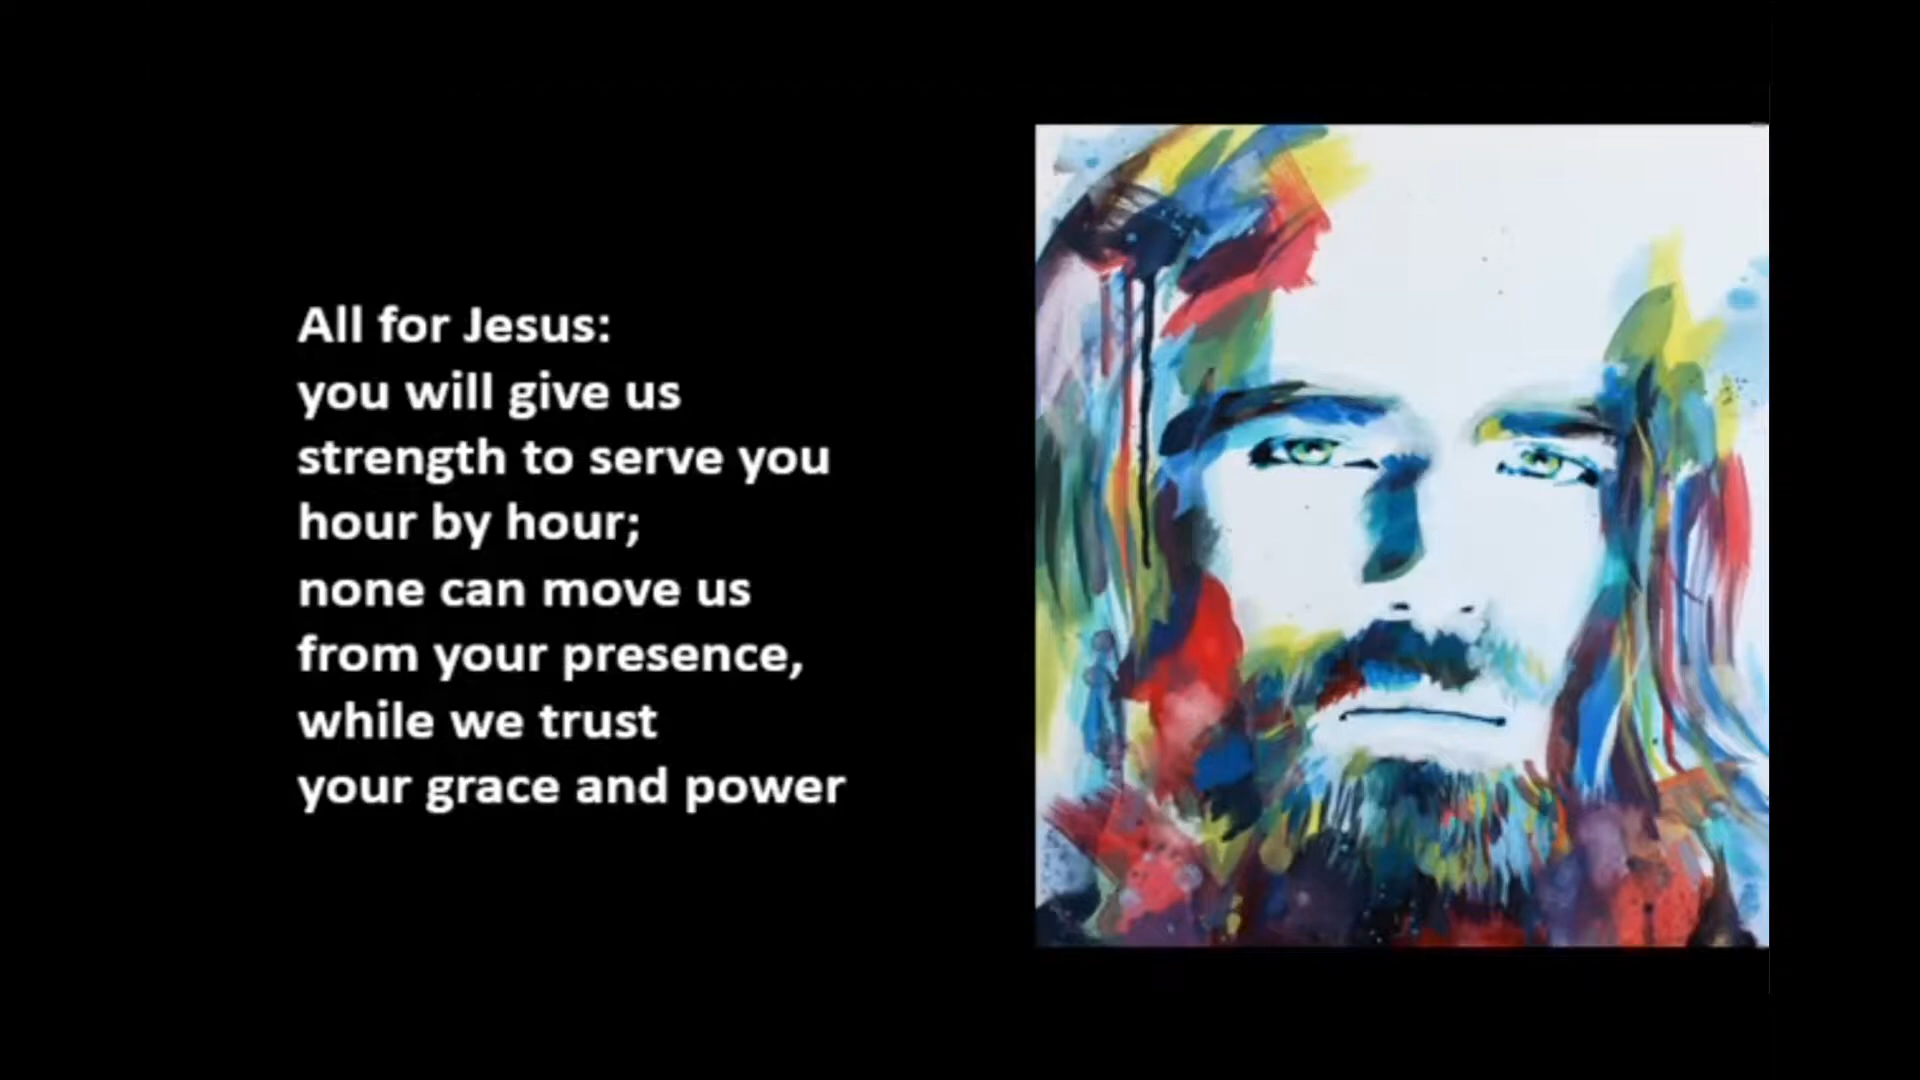 All for Jesus:
you will give us
strength to serve you
hour by hour;
none can move us
from your presence,
while we trust
your grace and power